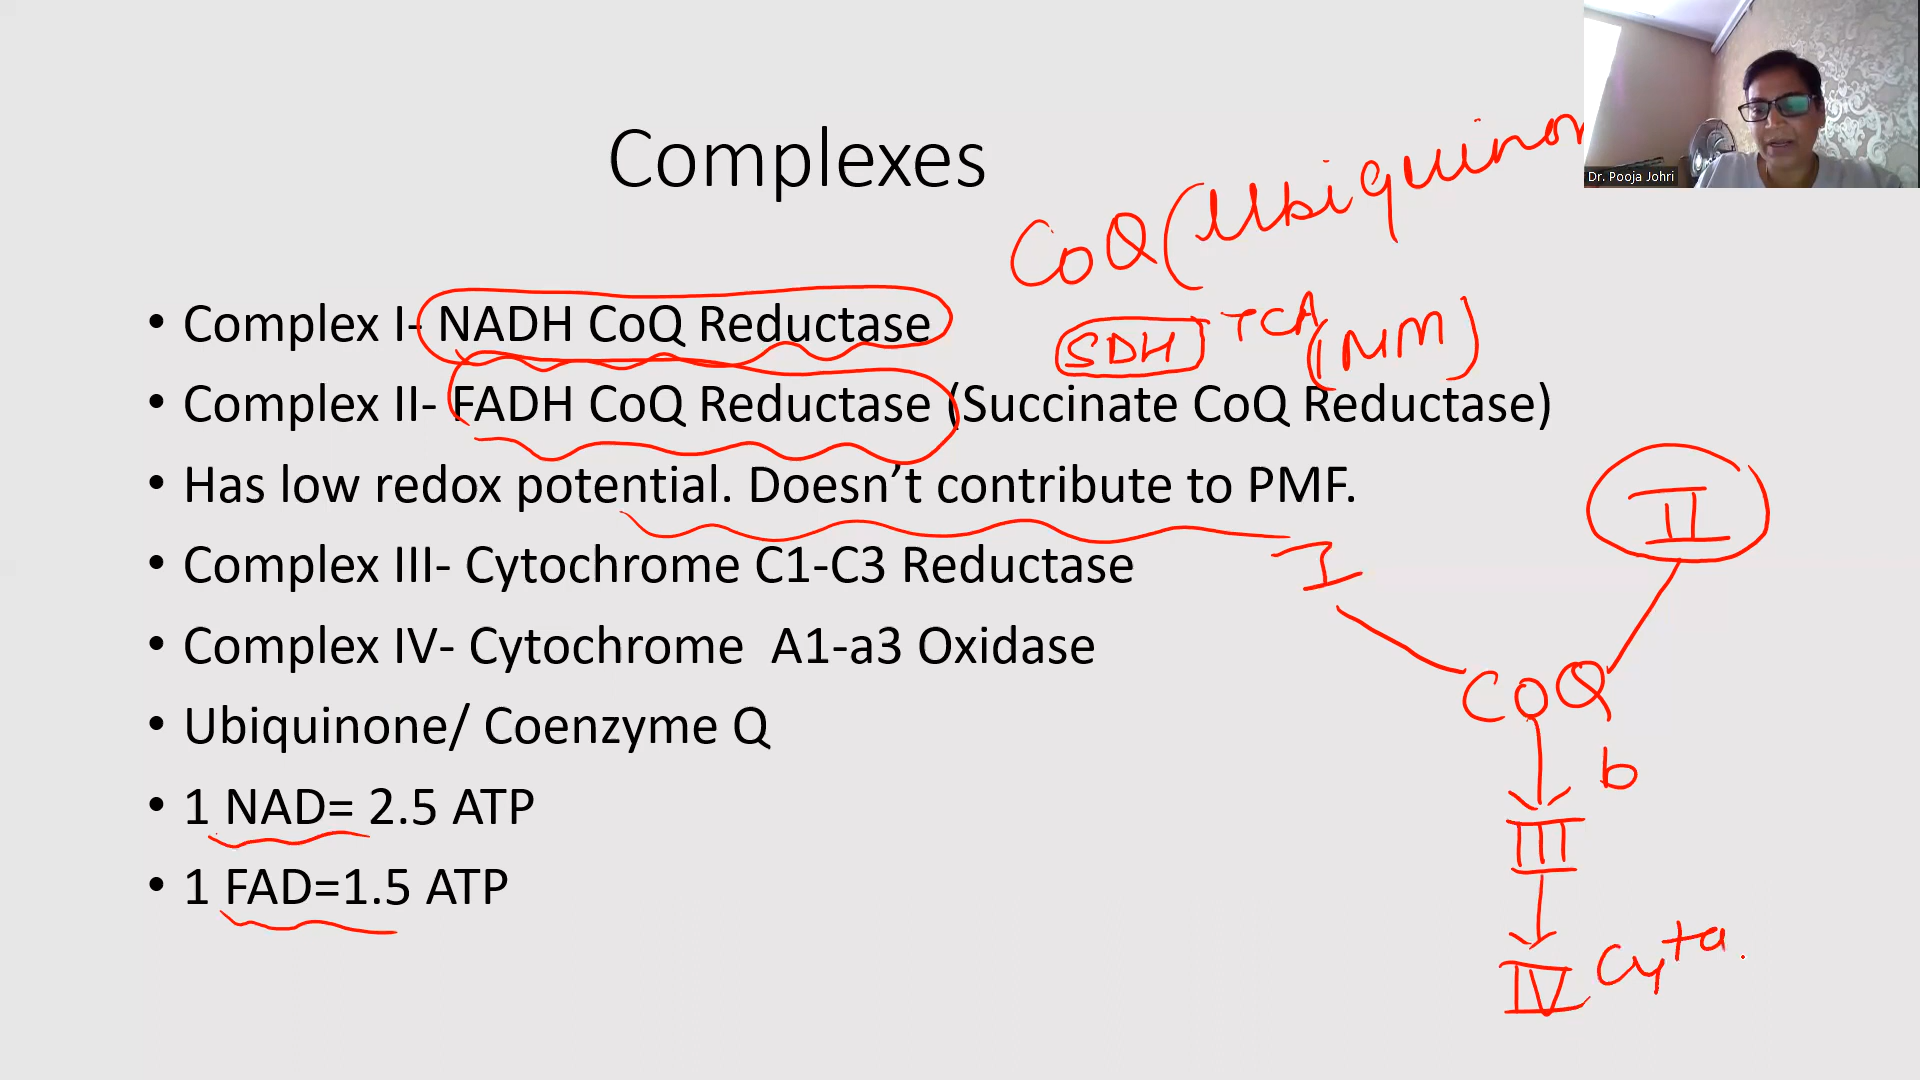 Complexes
Dr. Pooja Johri
CoQ (Ubiquinon
• Complex I- NADH CoQ Reductase
SDH TCA (IMM)
• Complex II- FADH CoQ Reductase (Succinate CoQ Reductase)
• Has low redox potential. Doesn’t contribute to PMF.
II
I
• Complex III- Cytochrome C1-C3 Reductase
• Complex IV- Cytochrome A1-a3 Oxidase
CoQ
• Ubiquinone/ Coenzyme Q
b
• 1 NAD= 2.5 ATP
III
• 1 FAD=1.5 ATP
IV Cyta